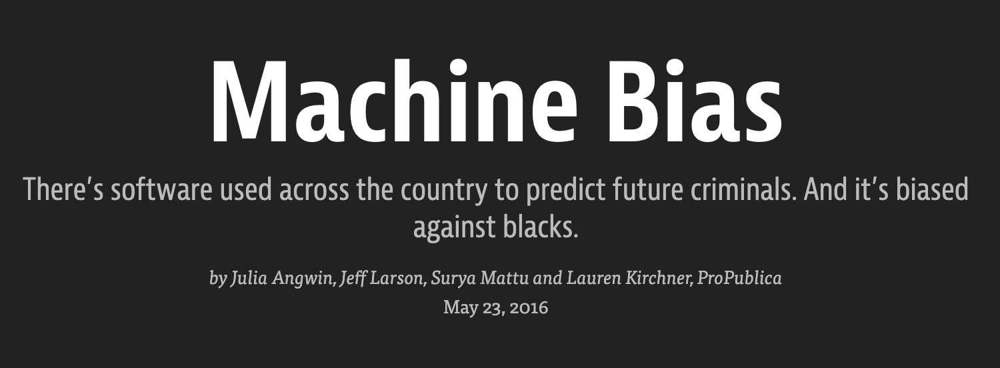 Machine Bias
There’s software used across the country to predict future criminals. And it’s biased
against blacks.
by Julia Angwin, Jeff Larson, Surya Mattu and Lauren Kirchner, ProPublica
May 23, 2016